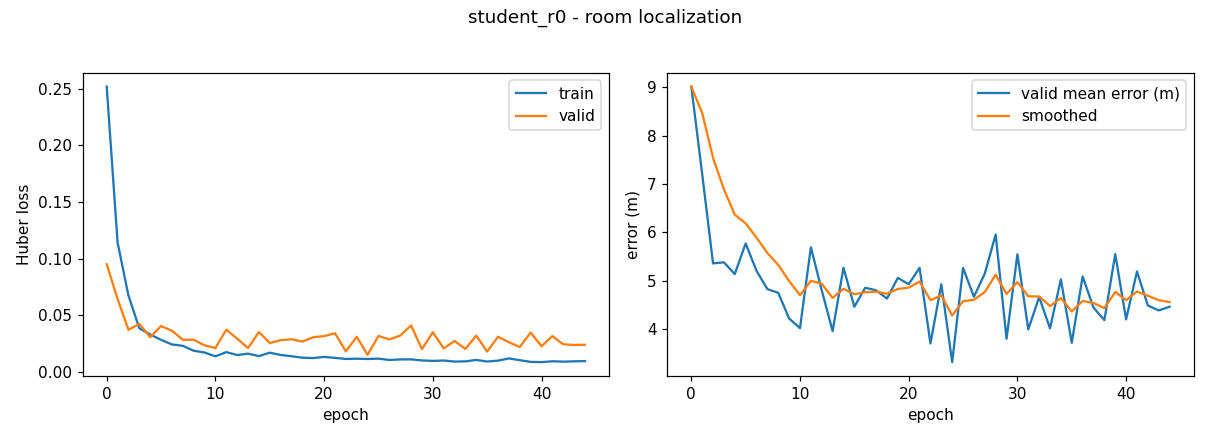 student_r0 - room localization
Huber loss
0.25
0.20
0.15
0.10
0.05
0.00
0 10 20 30 40
epoch
train
valid
error (m)
9
8
7
6
5
4
0 10 20 30 40
epoch
valid mean error (m)
smoothed